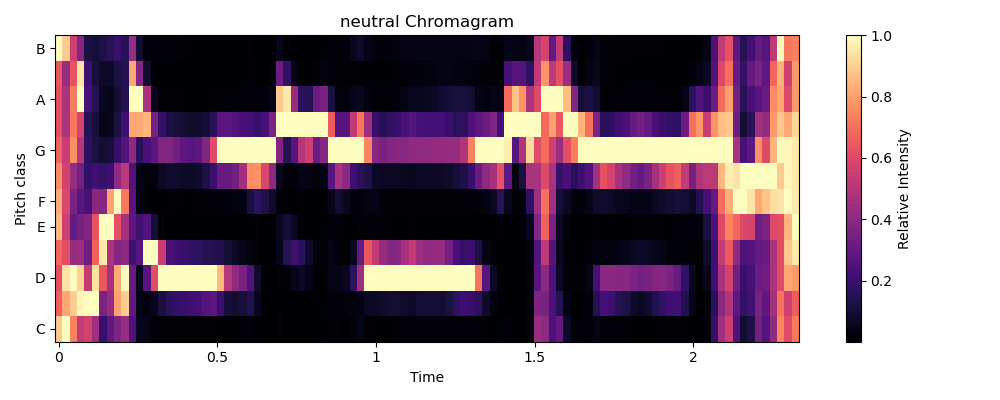 neutral Chromagram
Pitch class
B
A
G
F
E
D
C
0
0.5
1
1.5
2
Time
1.0
0.8
0.6
0.4
0.2
Relative Intensity